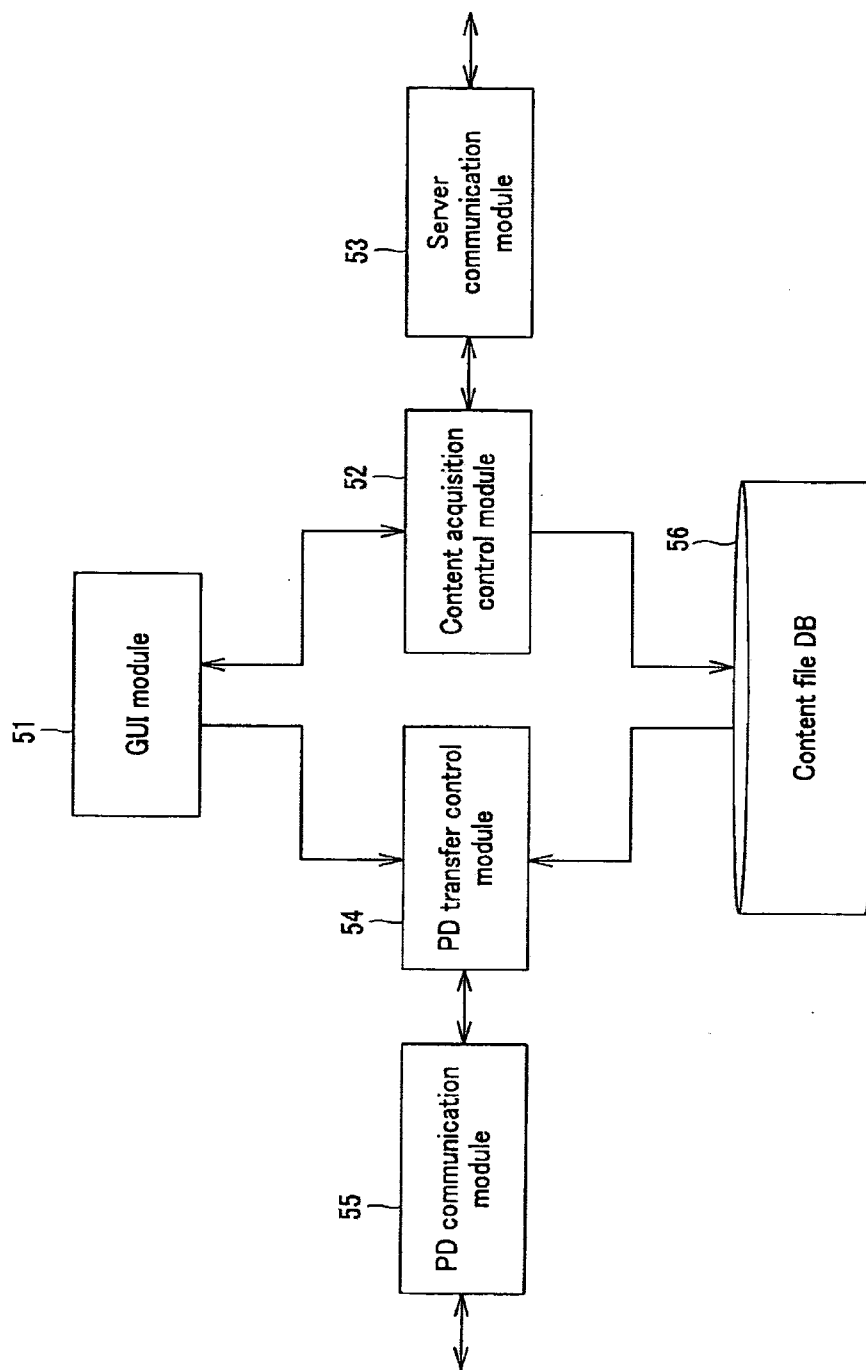 51
GUI module
54
PD transfer control
module
52
Content acquisition
control module
55
PD communication
module
53
Server
communication
module
56
Content file DB